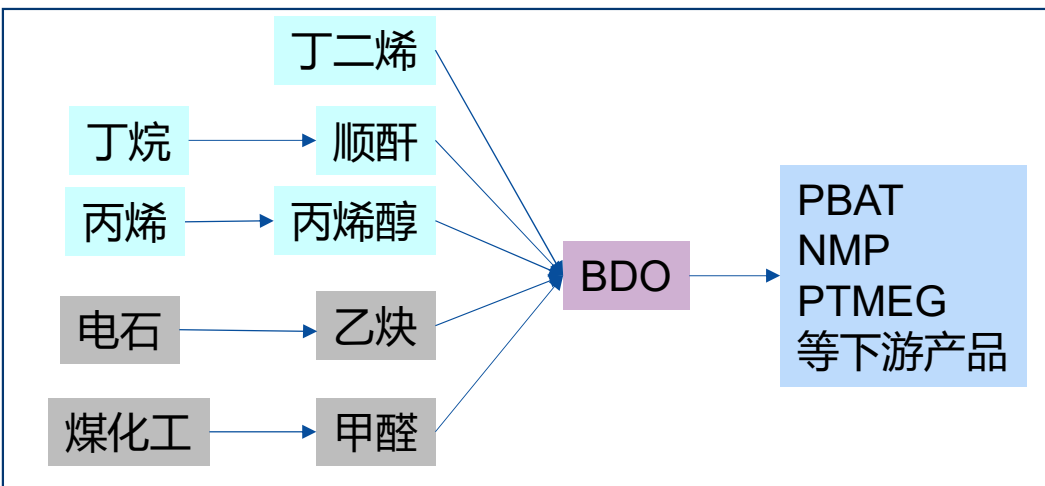 丁二烯
丁烷
顺酐
丙烯
丙烯醇
电石
乙炔
煤化工
甲醛
BDO
PBAT
NMP
PTMEG
等下游产品